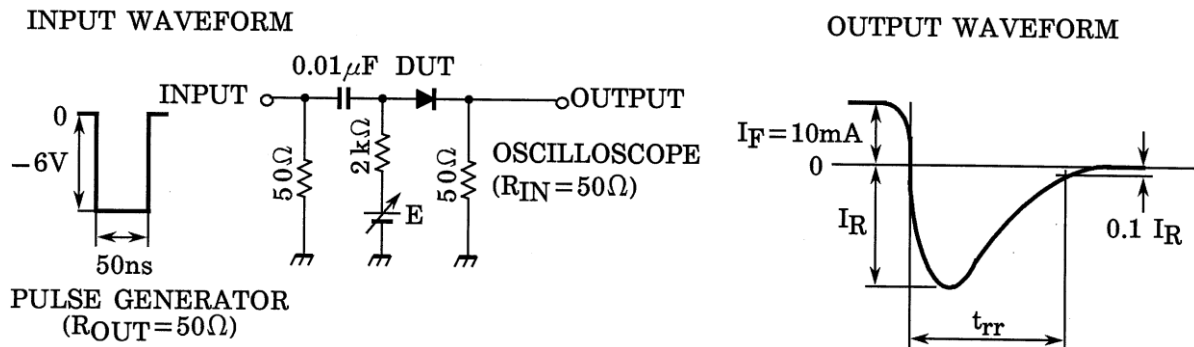 INPUT WAVEFORM
0
−6V
50ns
PULSE GENERATOR
(ROUT=50Ω)
0.01μF DUT
INPUT
OUTPUT
50Ω
2kΩ
E
50Ω
OSCILLOSCOPE
(RIN=50Ω)
OUTPUT WAVEFORM
IF=10mA
0
IR
0.1 IR
trr